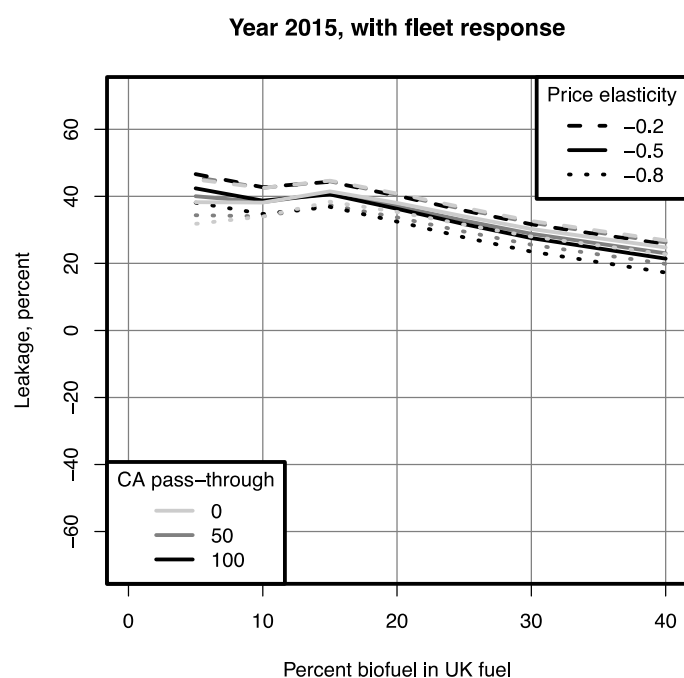 Year 2015, with fleet response
Price elasticity
−0.2
−0.5
−0.8
60
40
20
0
−20
−40
−60
Leakage, percent
CA pass−through
0
50
100
0 10 20 30 40
Percent biofuel in UK fuel